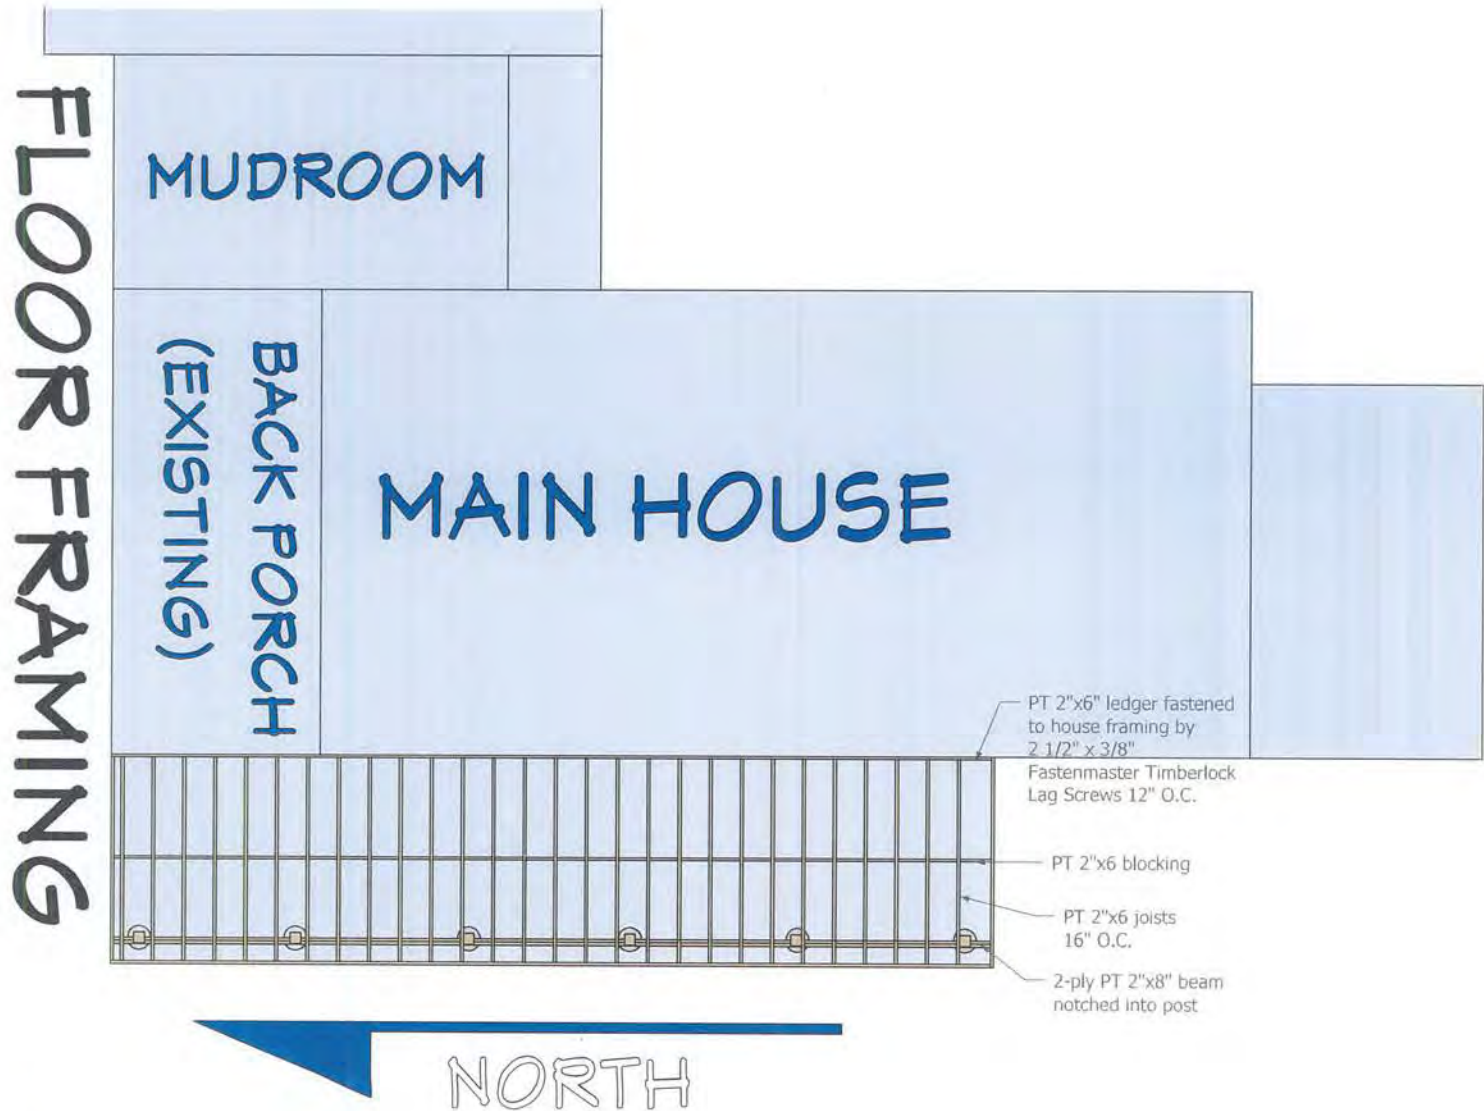 FLOOR FRAMING
MUDROOM
BACK PORCH
(EXISTING)
MAIN HOUSE
PT 2"x6" ledger fastened
to house framing by
2 1/2" x 3/8"
Fastenmaster Timberlock
Lag Screws 12" O.C.
PT 2"x6 blocking
PT 2"x6 joists
16" O.C.
2-ply PT 2"x8" beam
notched into post
NORTH